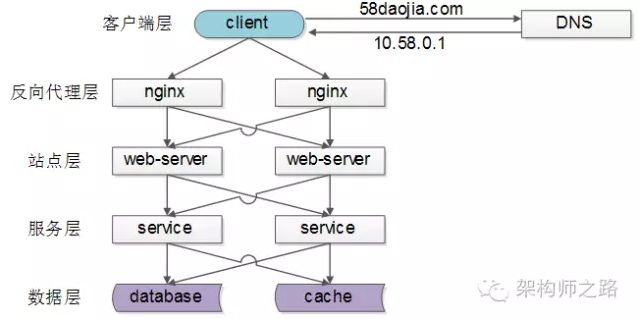 客户端层 client 58daojia.com DNS
10.58.0.1
反向代理层 nginx nginx
站点层 web-server web-server
服务层 service service
数据层 database cache
架构师之路